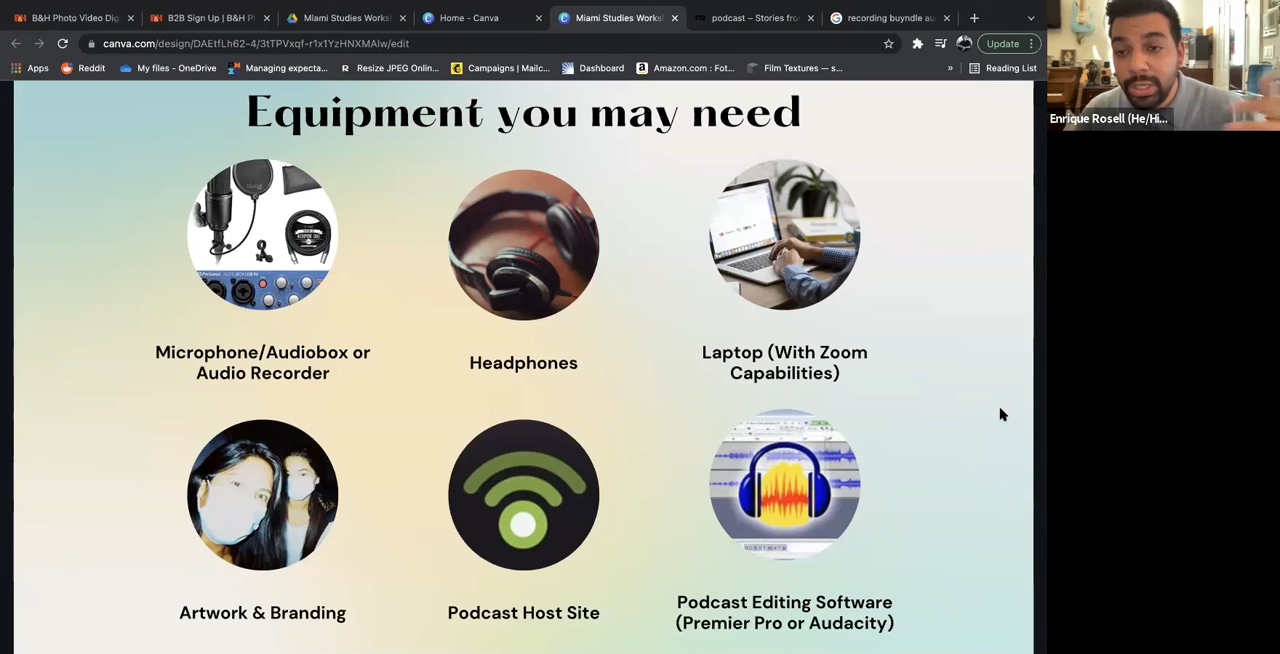 B&H Photo Video Dig
B2B Sign Up | B&H P
Miami Studies Works
Home - Canva
Miami Studies Works
podcast – Stories fro
recording buyndle au
canva.com/design/DAEtfLh62-4/3tTPVxqf-r1x1YzHNXMAlw/edit
Update
Apps
Reddit
My files - OneDrive
Managing expecta...
Resize JPEG Onlin...
Campaigns | Mailc...
Dashboard
Amazon.com : Fot...
Film Textures — s...
»
Reading List
Enrique Rosell (He/Hi...
Equipment you may need
Microphone/Audiobox or
Audio Recorder
Headphones
Laptop (With Zoom
Capabilities)
Artwork & Branding
Podcast Host Site
Podcast Editing Software
(Premier Pro or Audacity)